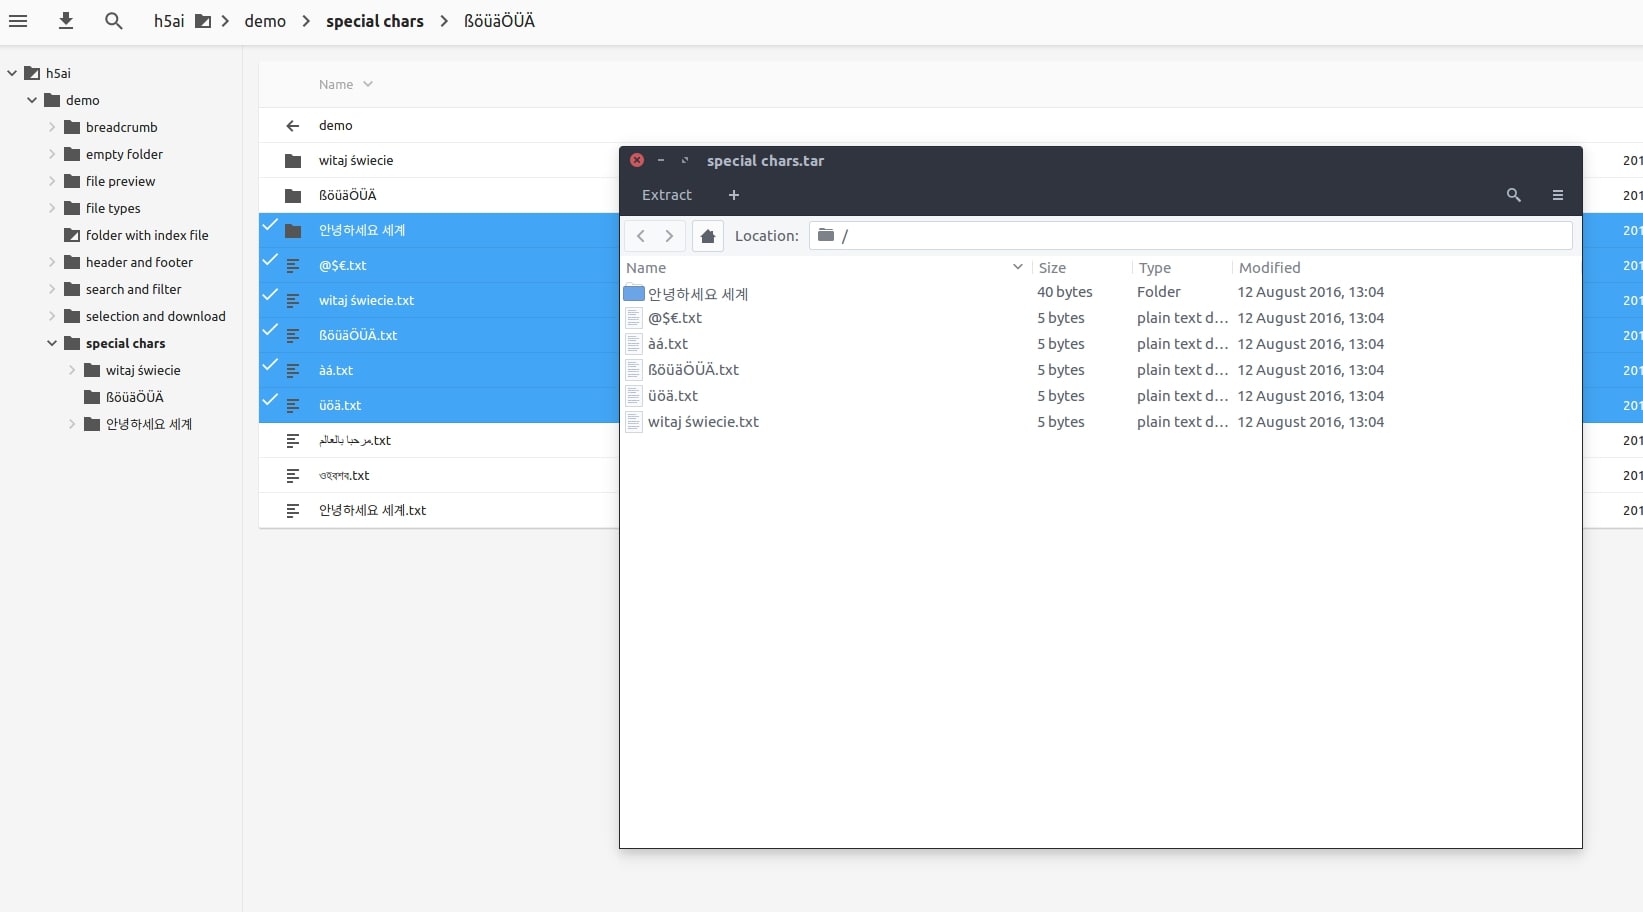 h5ai demo special chars ßöüäÖÜÄ
h5ai
demo
breadcrumb
empty folder
file preview
file types
folder with index file
header and footer
search and filter
selection and download
special chars
witaj świecie
ßöüäÖÜÄ
안녕하세요 세계
Name
demo
witaj świecie 201
ßöüäÖÜÄ 201
안녕하세요 세계 201
@$€.txt 201
witaj świecie.txt 201
ßöüäÖÜÄ.txt 201
àá.txt 201
üöä.txt 201
مرحبا بالعالم.txt 201
ওহরশব.txt 201
안녕하세요 세계.txt 201
special chars.tar
Extract +
Location: /
Name Size Type Modified
안녕하세요 세계 40 bytes Folder 12 August 2016, 13:04
@$€.txt 5 bytes plain text d… 12 August 2016, 13:04
àá.txt 5 bytes plain text d… 12 August 2016, 13:04
ßöüäÖÜÄ.txt 5 bytes plain text d… 12 August 2016, 13:04
üöä.txt 5 bytes plain text d… 12 August 2016, 13:04
witaj świecie.txt 5 bytes plain text d… 12 August 2016, 13:04